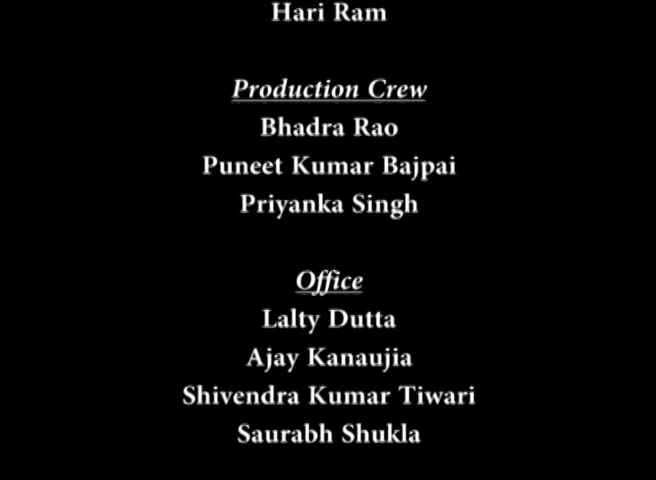 Hari Ram
Production Crew
Bhadra Rao
Puneet Kumar Bajpai
Priyanka Singh
Office
Lalty Dutta
Ajay Kanaujia
Shivendra Kumar Tiwari
Saurabh Shukla